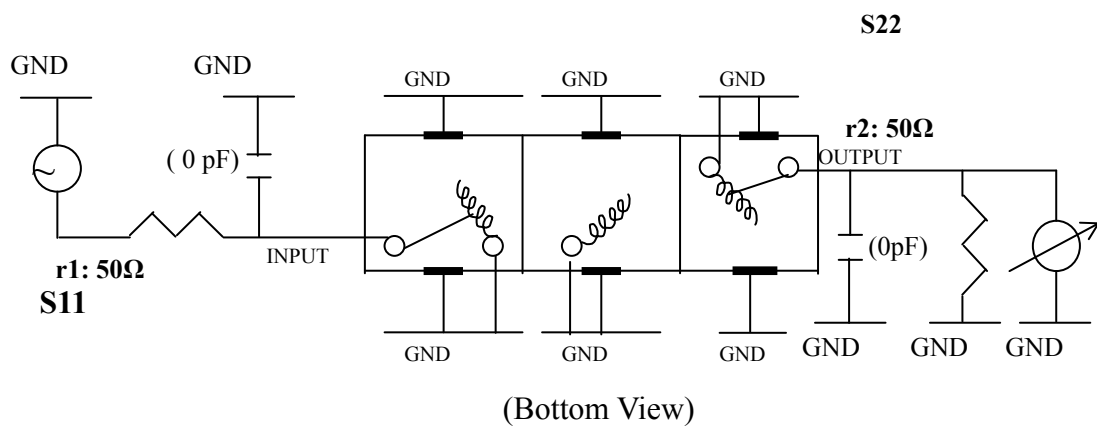 S22
GND
GND
GND
GND
GND
r2: 50Ω
( 0 pF)
OUTPUT
INPUT
(0pF)
r1: 50Ω
S11
GND
GND
GND
GND
GND
GND
(Bottom View)